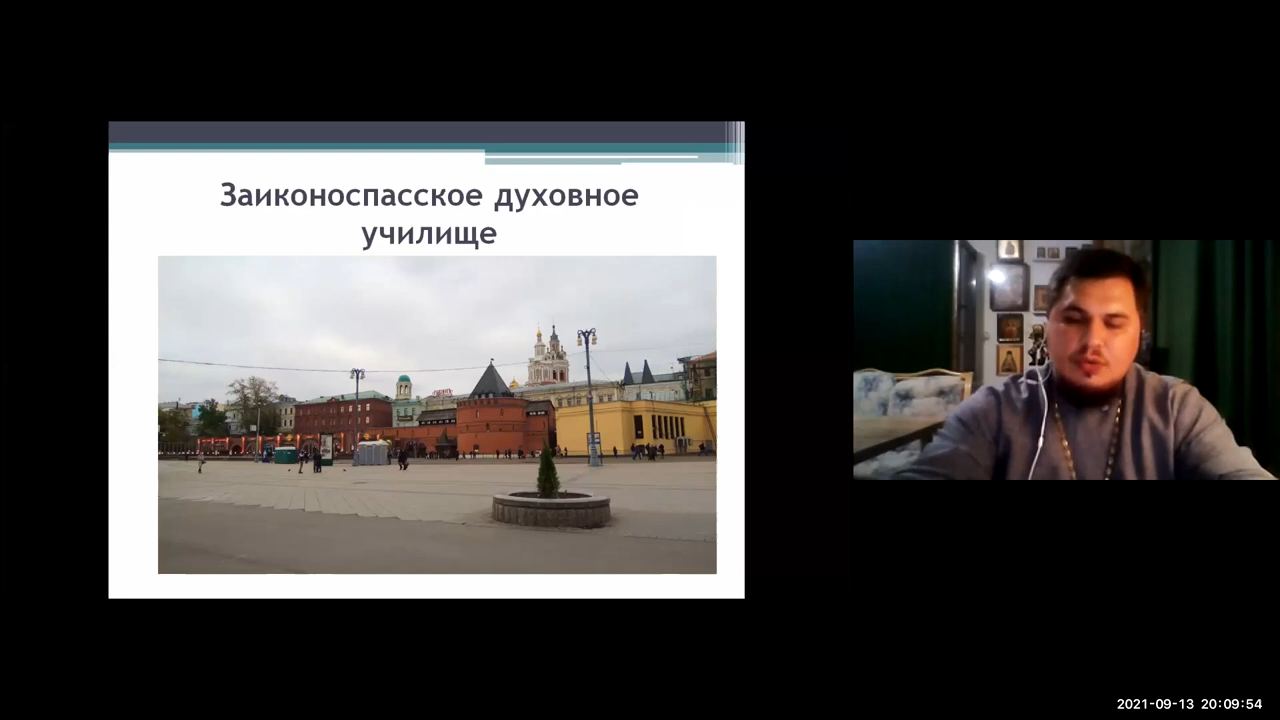 Заиконоспасское духовное
училище
2021-09-13 20:09:54